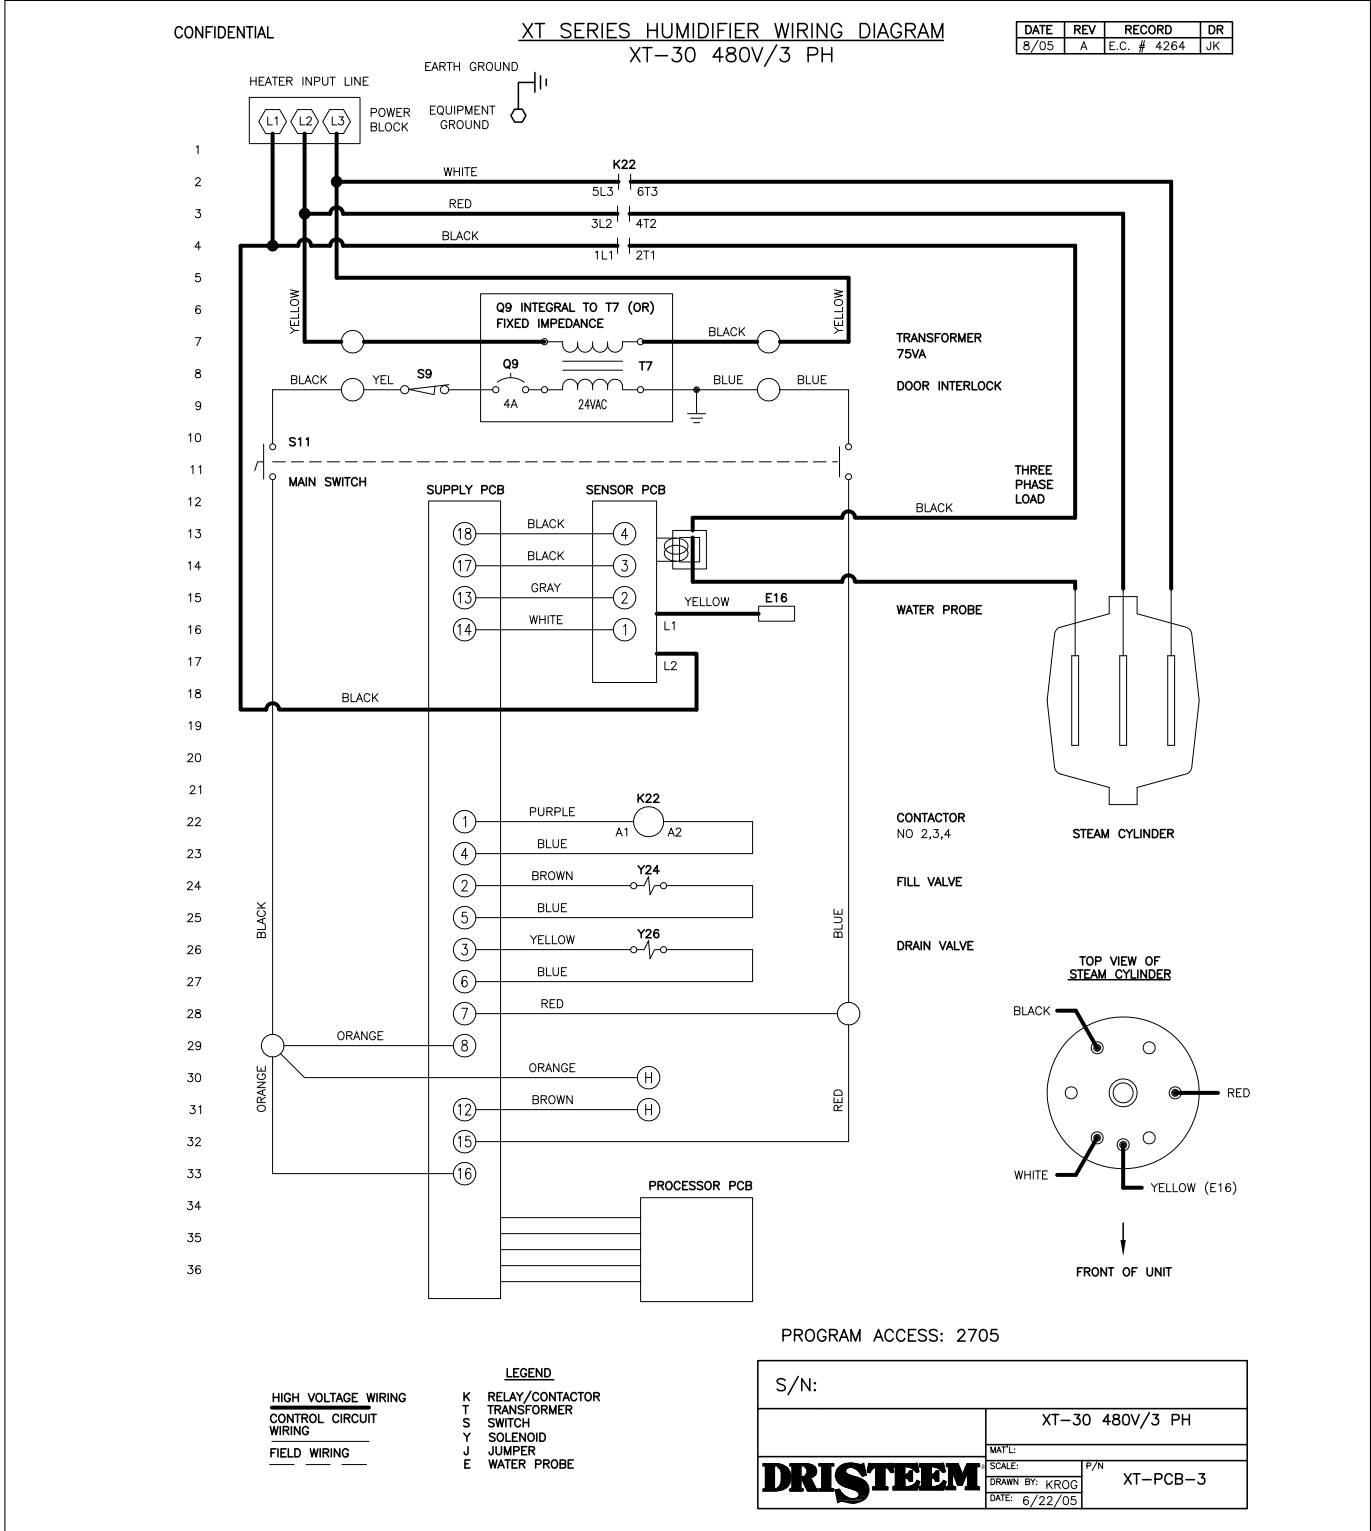 CONFIDENTIAL
XT SERIES HUMIDIFIER WIRING DIAGRAM
XT-30 480V/3 PH
DATE REV RECORD DR
8/05 A E.C. # 4264 JK
EARTH GROUND
HEATER INPUT LINE
L1 L2 L3
POWER
BLOCK
EQUIPMENT
GROUND
1
2
3
4
5
6
7
8
9
10
11
12
13
14
15
16
17
18
19
20
21
22
23
24
25
26
27
28
29
30
31
32
33
34
35
36
K22
WHITE
5L3 6T3
RED
3L2 4T2
BLACK
1L1 2T1
YELLOW
YELLOW
Q9 INTEGRAL TO T7 (OR)
FIXED IMPEDANCE
BLACK
TRANSFORMER
75VA
BLACK YEL S9 Q9 T7 BLUE BLUE
DOOR INTERLOCK
4A 24VAC
S11
MAIN SWITCH
THREE
PHASE
LOAD
SUPPLY PCB SENSOR PCB
BLACK
18 BLACK 4
17 BLACK 3
13 GRAY 2
14 WHITE 1
YELLOW E16
L1
L2
WATER PROBE
BLACK
K22
1 PURPLE A1 A2
CONTACTOR
NO 2,3,4
STEAM CYLINDER
4 BLUE
Y24
2 BROWN
FILL VALVE
5 BLUE
BLACK
BLUE
Y26
3 YELLOW
DRAIN VALVE
6 BLUE
7 RED
ORANGE 8
ORANGE H
12 BROWN H
ORANGE
RED
15
16
TOP VIEW OF
STEAM CYLINDER
BLACK
RED
WHITE
YELLOW (E16)
FRONT OF UNIT
PROCESSOR PCB
PROGRAM ACCESS: 2705
LEGEND
HIGH VOLTAGE WIRING
CONTROL CIRCUIT
WIRING
FIELD WIRING
K RELAY/CONTACTOR
T TRANSFORMER
S SWITCH
Y SOLENOID
J JUMPER
E WATER PROBE
S/N:
XT-30 480V/3 PH
MAT'L:
SCALE:
P/N
DRISTEEM®
DRAWN BY: KROG
XT-PCB-3
DATE: 6/22/05